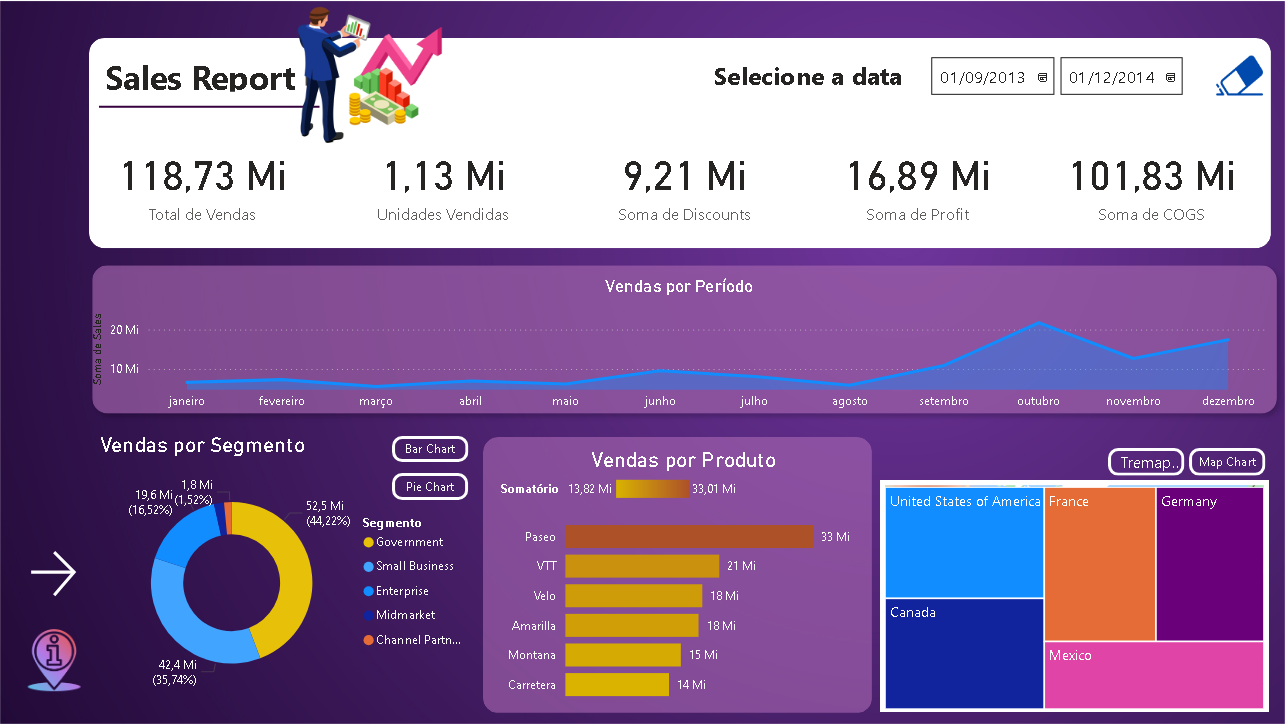 Sales Report
Selecione a data
01/09/2013
01/12/2014
118,73 Mi
Total de Vendas
1,13 Mi
Unidades Vendidas
9,21 Mi
Soma de Discounts
16,89 Mi
Soma de Profit
101,83 Mi
Soma de COGS
Vendas por Período
Soma de Sales
20 Mi
10 Mi
janeiro fevereiro março abril maio junho julho agosto setembro outubro novembro dezembro
Vendas por Segmento
Bar Chart
Pie Chart
1,8 Mi
(1,52%)
19,6 Mi
(16,52%)
52,5 Mi
(44,22%)
42,4 Mi
(35,74%)
Segmento
Government
Small Business
Enterprise
Midmarket
Channel Partn...
Vendas por Produto
Somatório 13,82 Mi 33,01 Mi
Paseo 33 Mi
VTT 21 Mi
Velo 18 Mi
Amarilla 18 Mi
Montana 15 Mi
Carretera 14 Mi
Tremap..
Map Chart
United States of America
France
Germany
Canada
Mexico
i